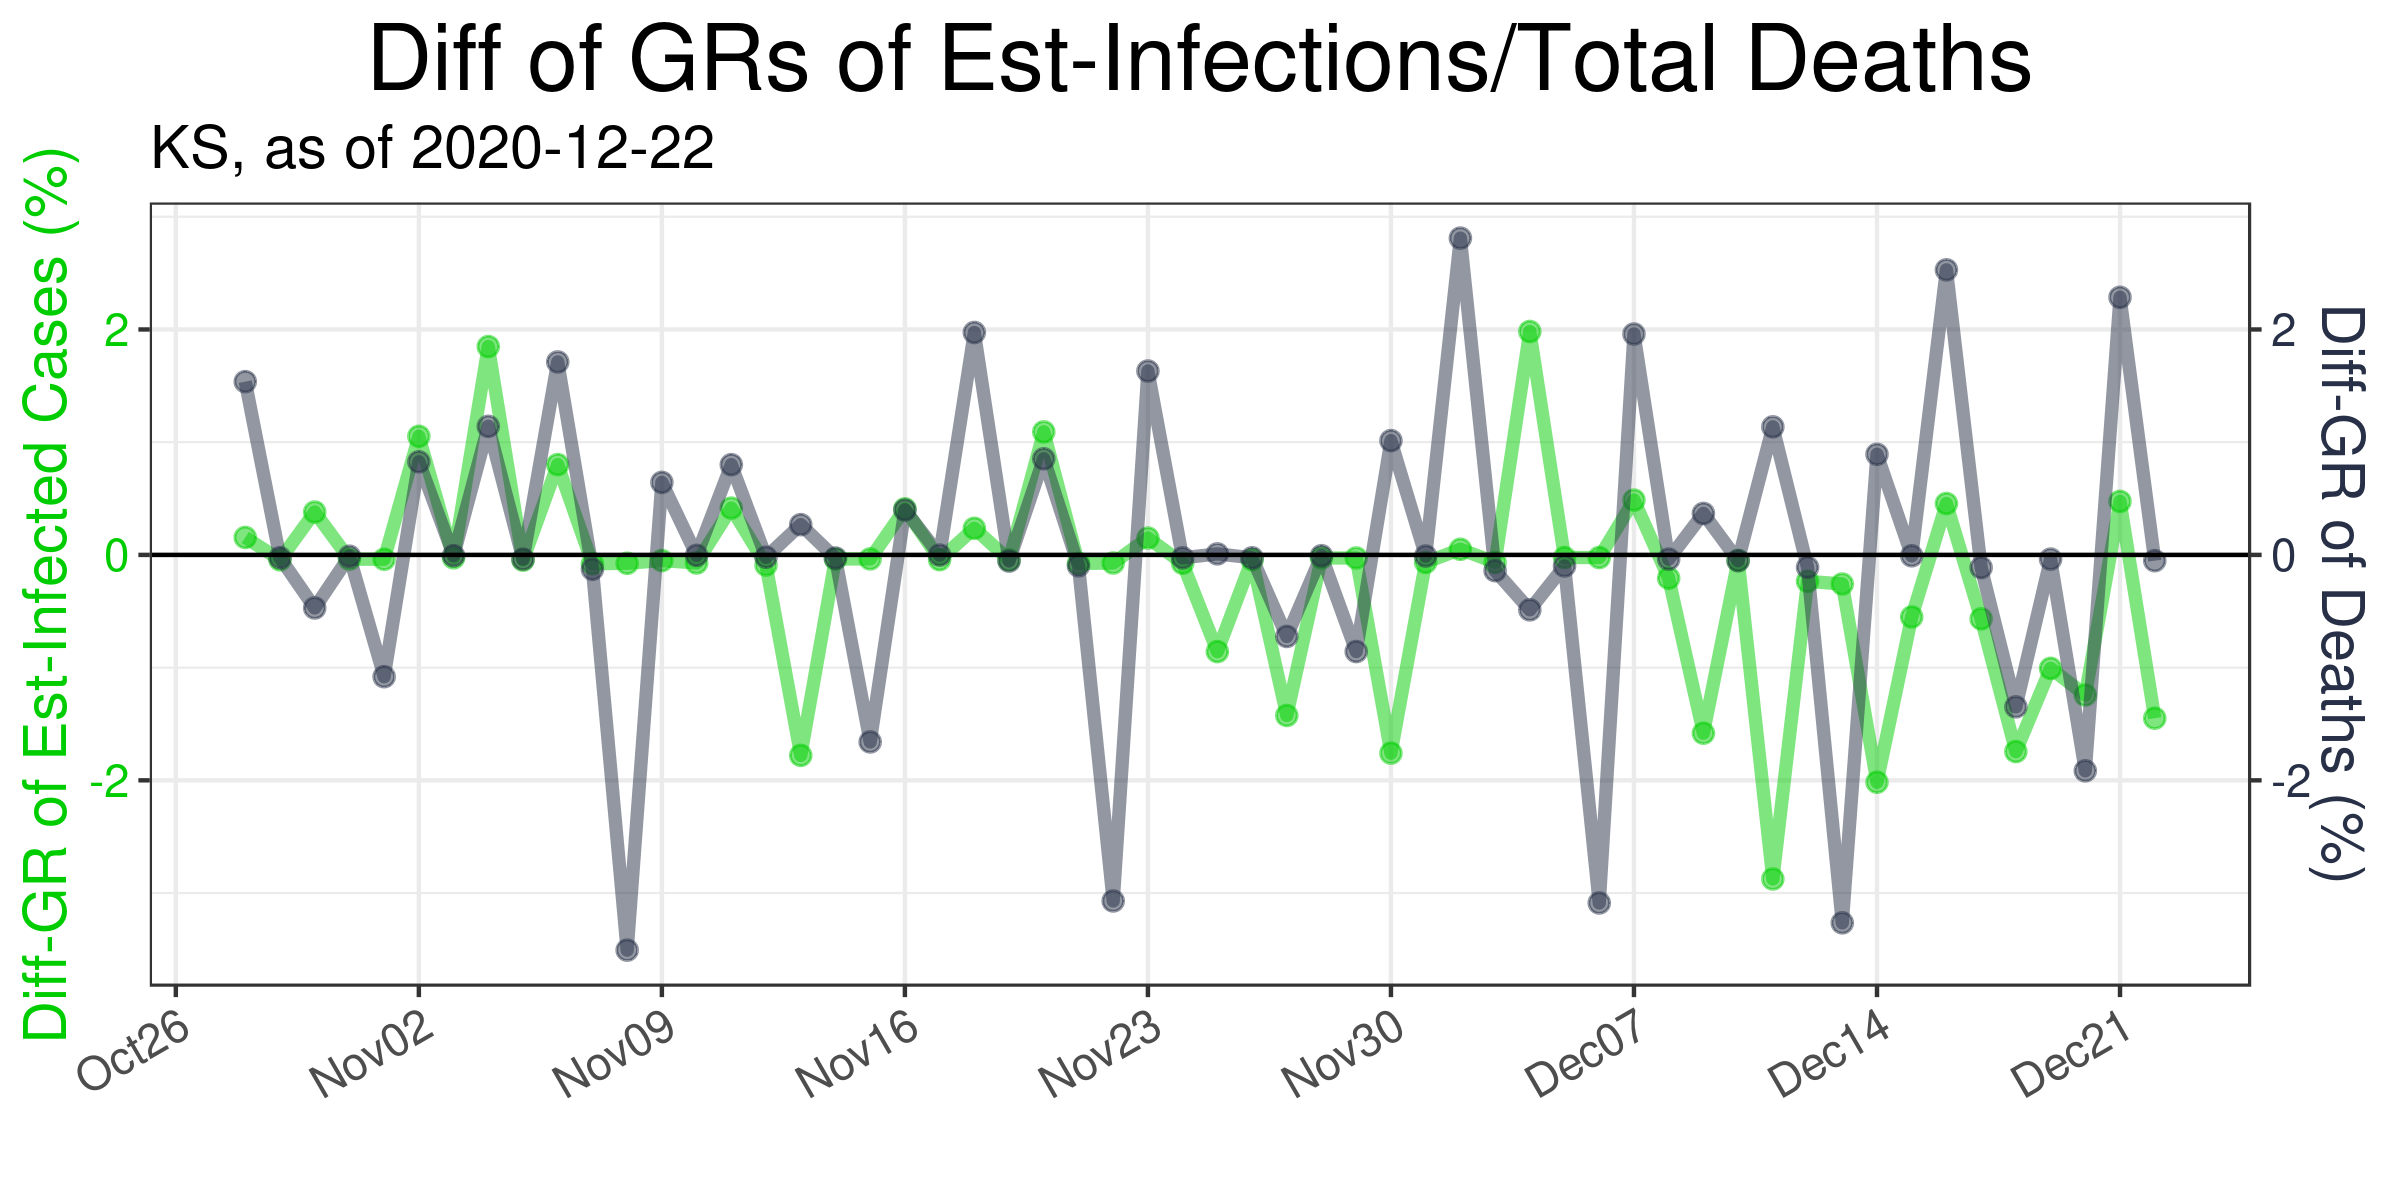 Diff of GRs of Est-Infections/Total Deaths
KS, as of 2020-12-22
Diff-GR of Est-Infected Cases (%)
2
0
-2
2
0
-2
Diff-GR of Deaths (%)
Oct26
Nov02
Nov09
Nov16
Nov23
Nov30
Dec07
Dec14
Dec21